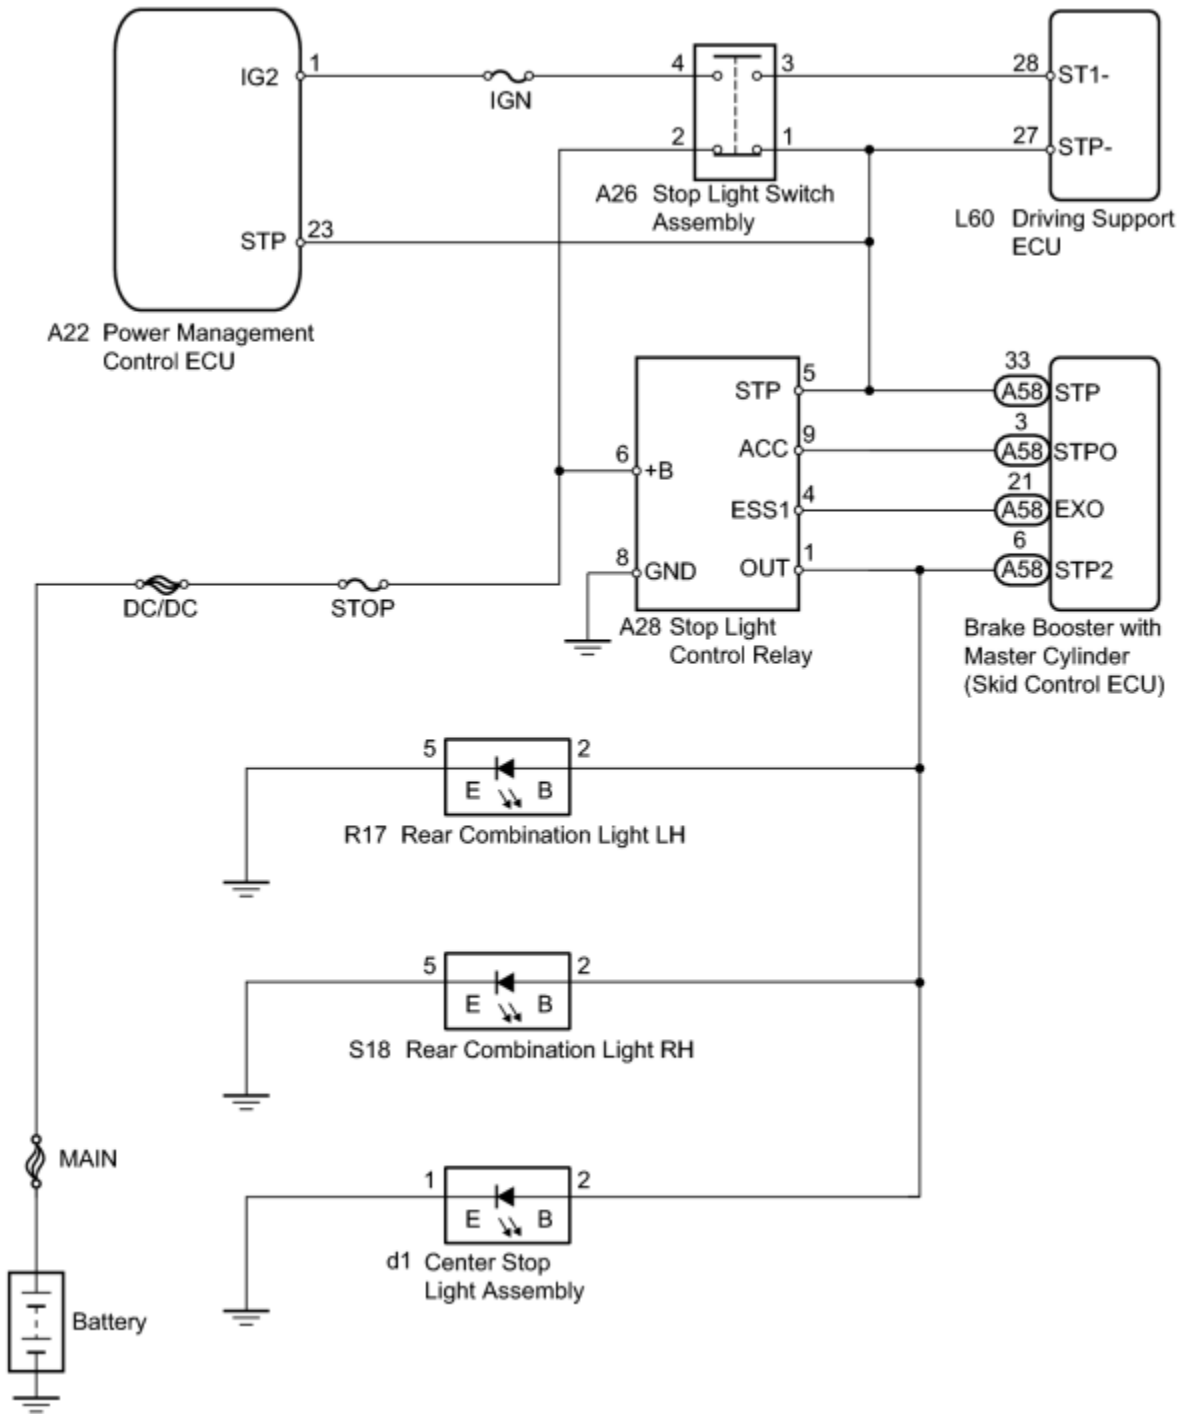 IG2
1
IGN
4
3
28
ST1-
2
1
27
STP-
A26 Stop Light Switch
Assembly
L60 Driving Support
ECU
STP
23
A22 Power Management
Control ECU
STP
5
33
A58
STP
ACC
9
3
A58
STPO
6
+B
ESS1
4
21
A58
EXO
8
GND
OUT
1
6
A58
STP2
DC/DC
STOP
A28 Stop Light
Control Relay
Brake Booster with
Master Cylinder
(Skid Control ECU)
5
2
E
B
R17 Rear Combination Light LH
5
2
E
B
S18 Rear Combination Light RH
MAIN
1
2
E
B
d1 Center Stop
Light Assembly
Battery